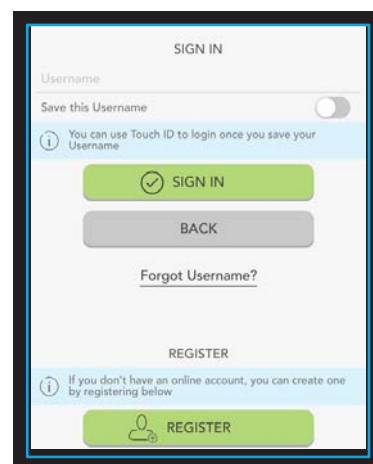 SIGN IN
Username
Save this Username
You can use Touch ID to login once you save your
Username
SIGN IN
BACK
Forgot Username?
REGISTER
If you don't have an online account, you can create one
by registering below
REGISTER